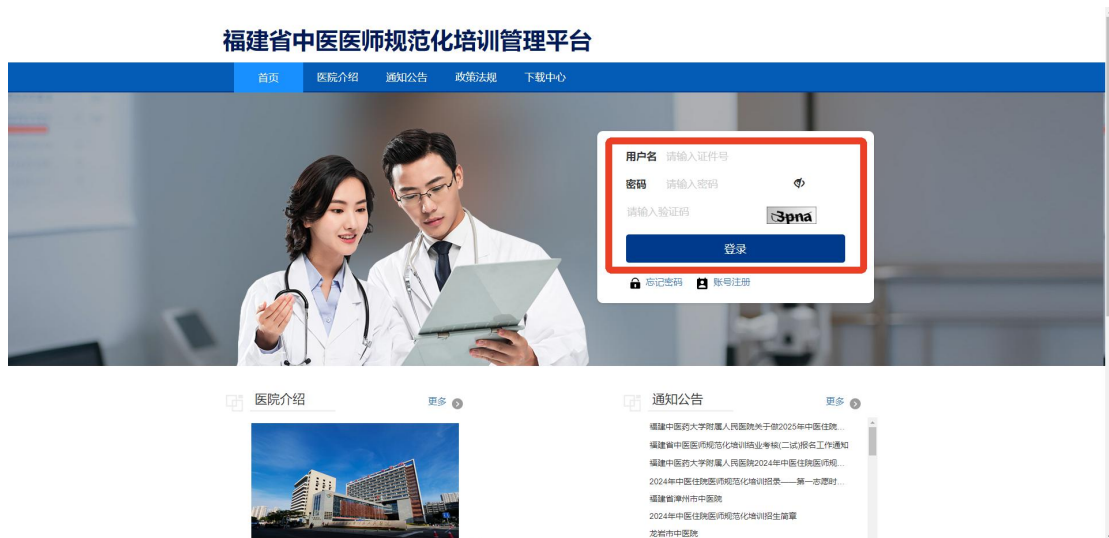 福建省中医医师规范化培训管理平台
首页 医院介绍 通知公告 政策法规 下载中心
用户名 请输入证件号
密码 请输入密码
请输入验证码 3pna
登录
忘记密码 账号注册
医院介绍 更多
通知公告 更多
福建中医药大学附属人民医院关于做2025年中医住院...
福建省中医医师规范化培训结业考核(二试)报名工作通知
福建中医药大学附属人民医院2024年中医住院医师规...
2024年中医住院医师规范化培训招录——第一志愿时...
福建省漳州市中医院
2024年中医住院医师规范化培训招生简章
龙岩市中医院